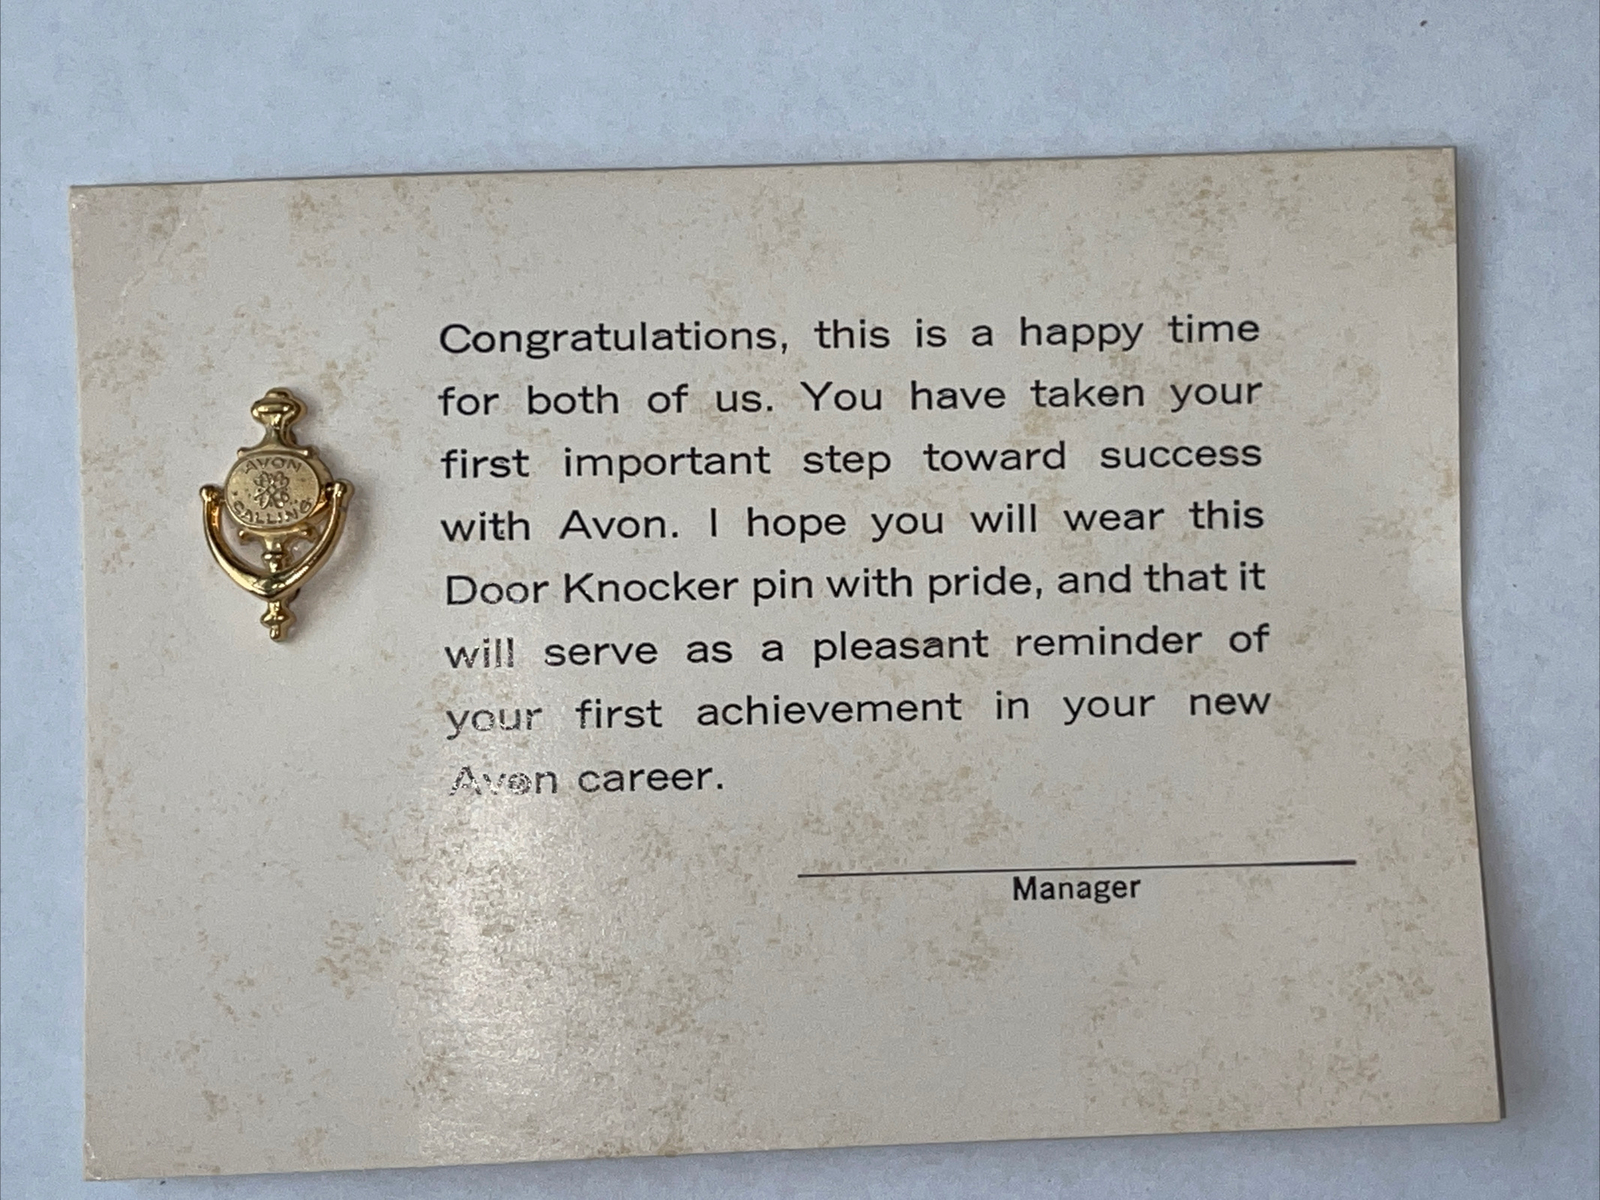 AVON
CALLING
Congratulations, this is a happy time
for both of us. You have taken your
first important step toward success
with Avon. I hope you will wear this
Door Knocker pin with pride, and that it
will serve as a pleasant reminder of
your first achievement in your new
Avon career.
Manager